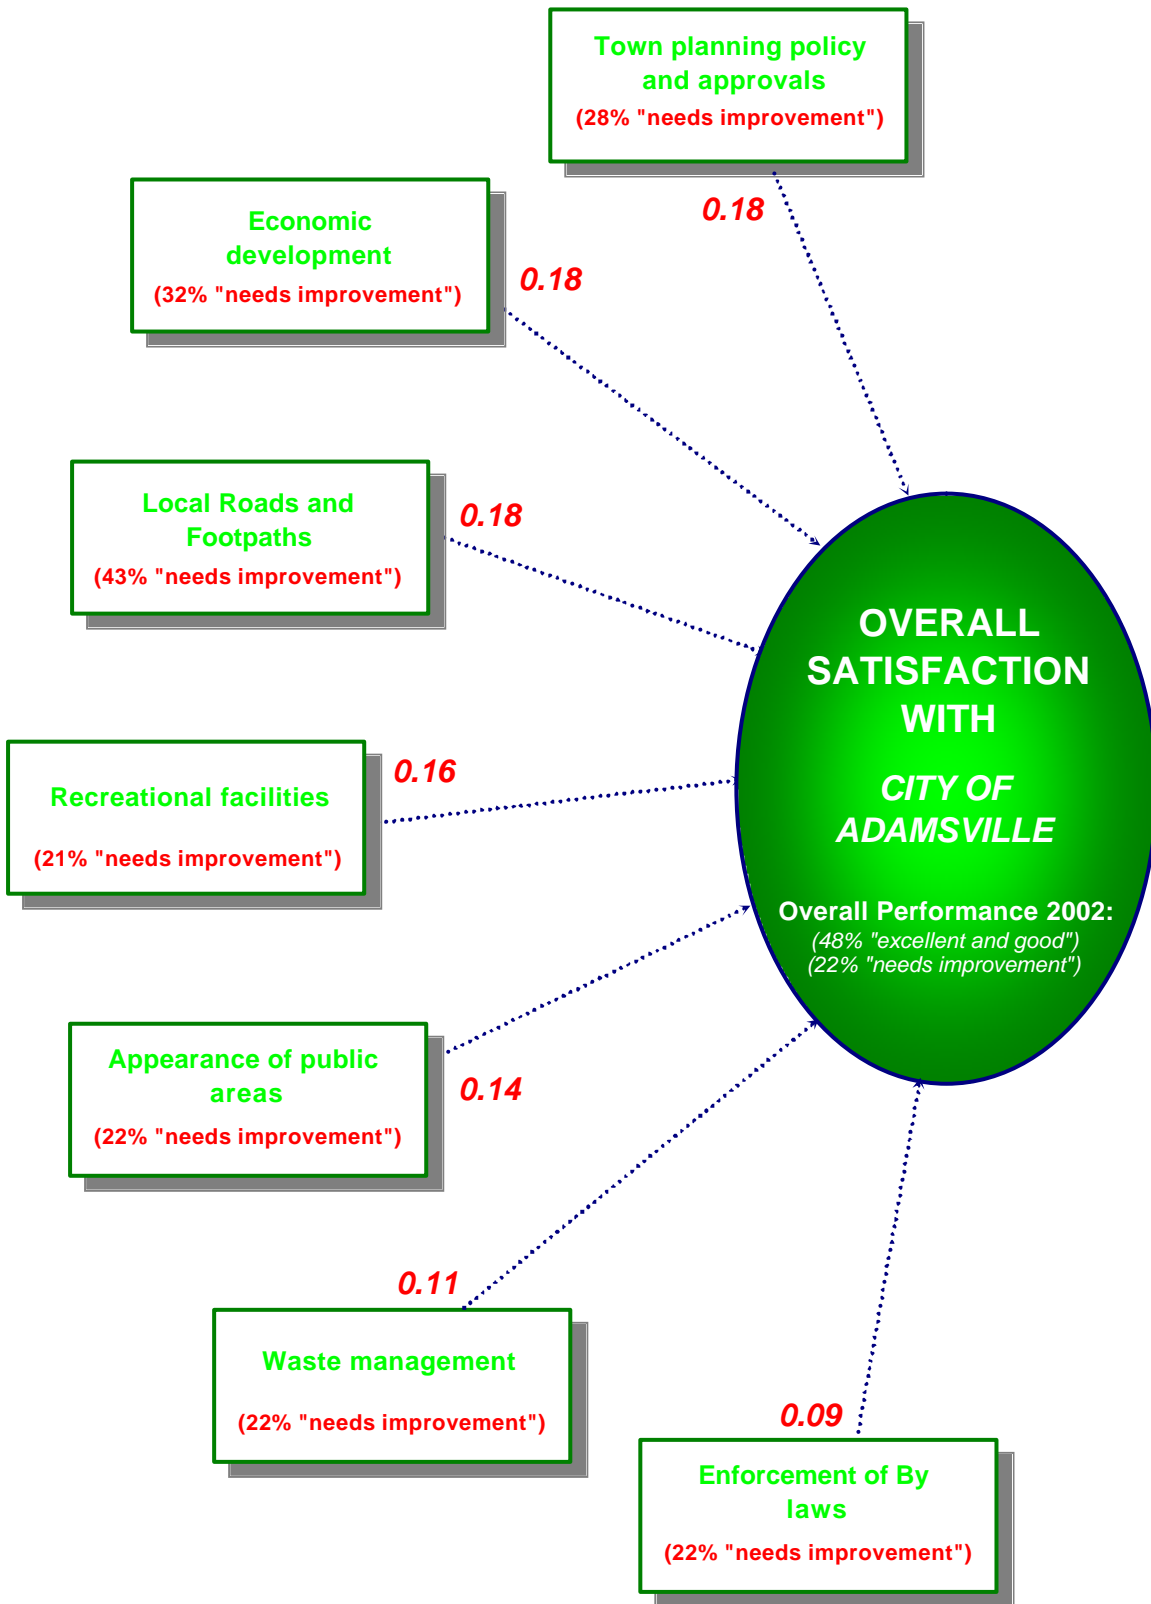 Town planning policy
and approvals
(28% "needs improvement")
0.18
Economic
development
(32% "needs improvement")
0.18
Local Roads and
Footpaths
(43% "needs improvement")
0.18
Recreational facilities
(21% "needs improvement")
0.16
Appearance of public
areas
(22% "needs improvement")
0.14
Waste management
(22% "needs improvement")
0.11
Enforcement of By
laws
(22% "needs improvement")
0.09
OVERALL
SATISFACTION
WITH
CITY OF
ADAMSVILLE
Overall Performance 2002:
(48% "excellent and good")
(22% "needs improvement")